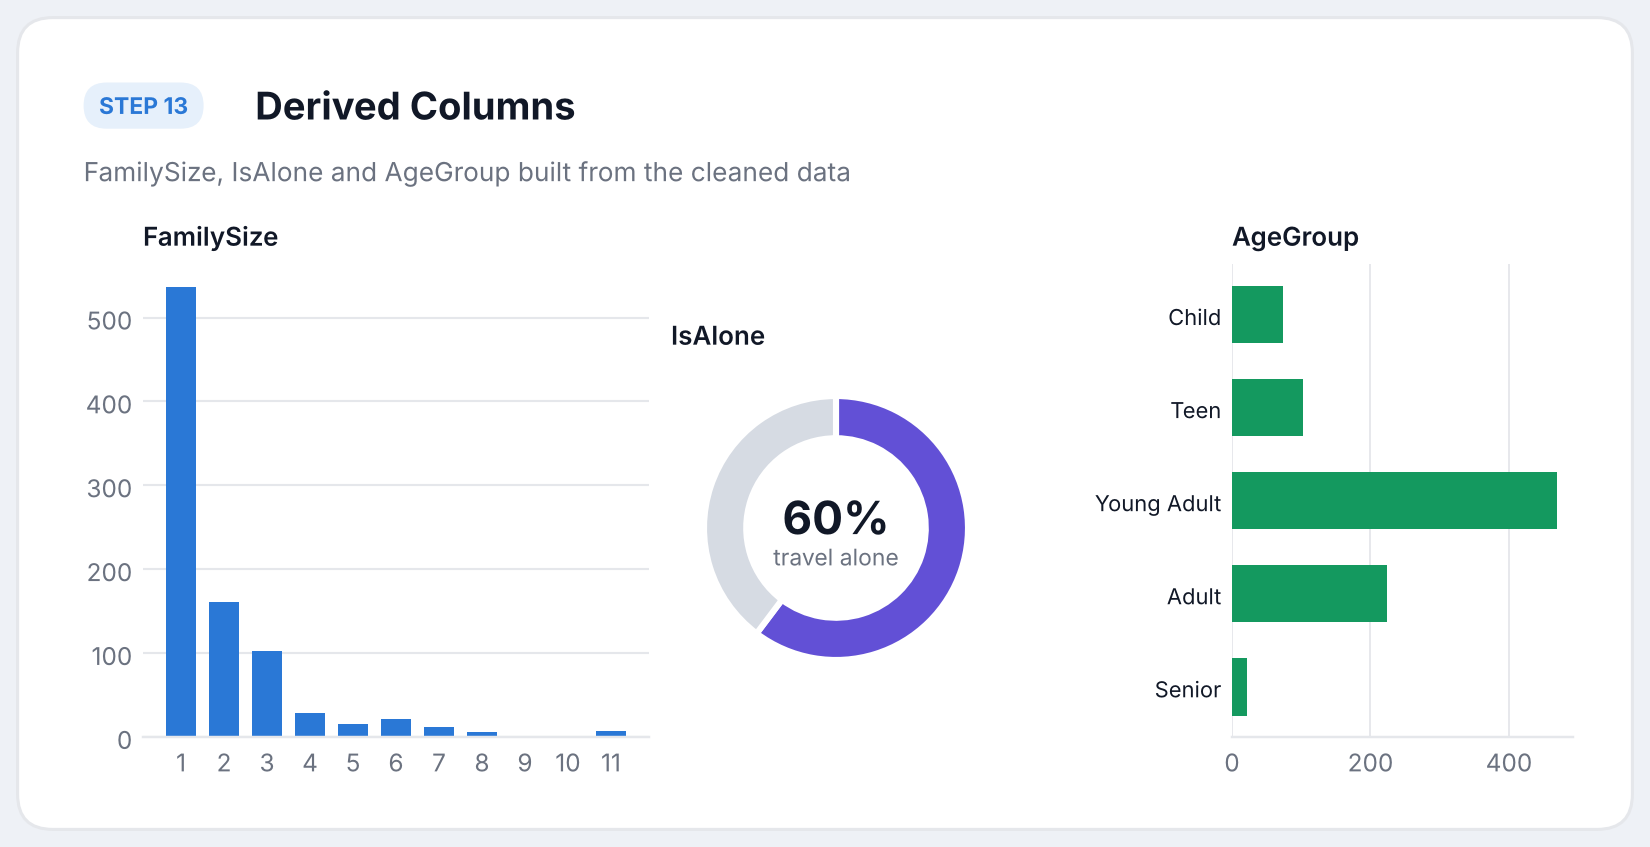 STEP 13
Derived Columns
FamilySize, IsAlone and AgeGroup built from the cleaned data
FamilySize
500
400
300
200
100
0
1 2 3 4 5 6 7 8 9 10 11
IsAlone
60%
travel alone
AgeGroup
Child
Teen
Young Adult
Adult
Senior
0 200 400